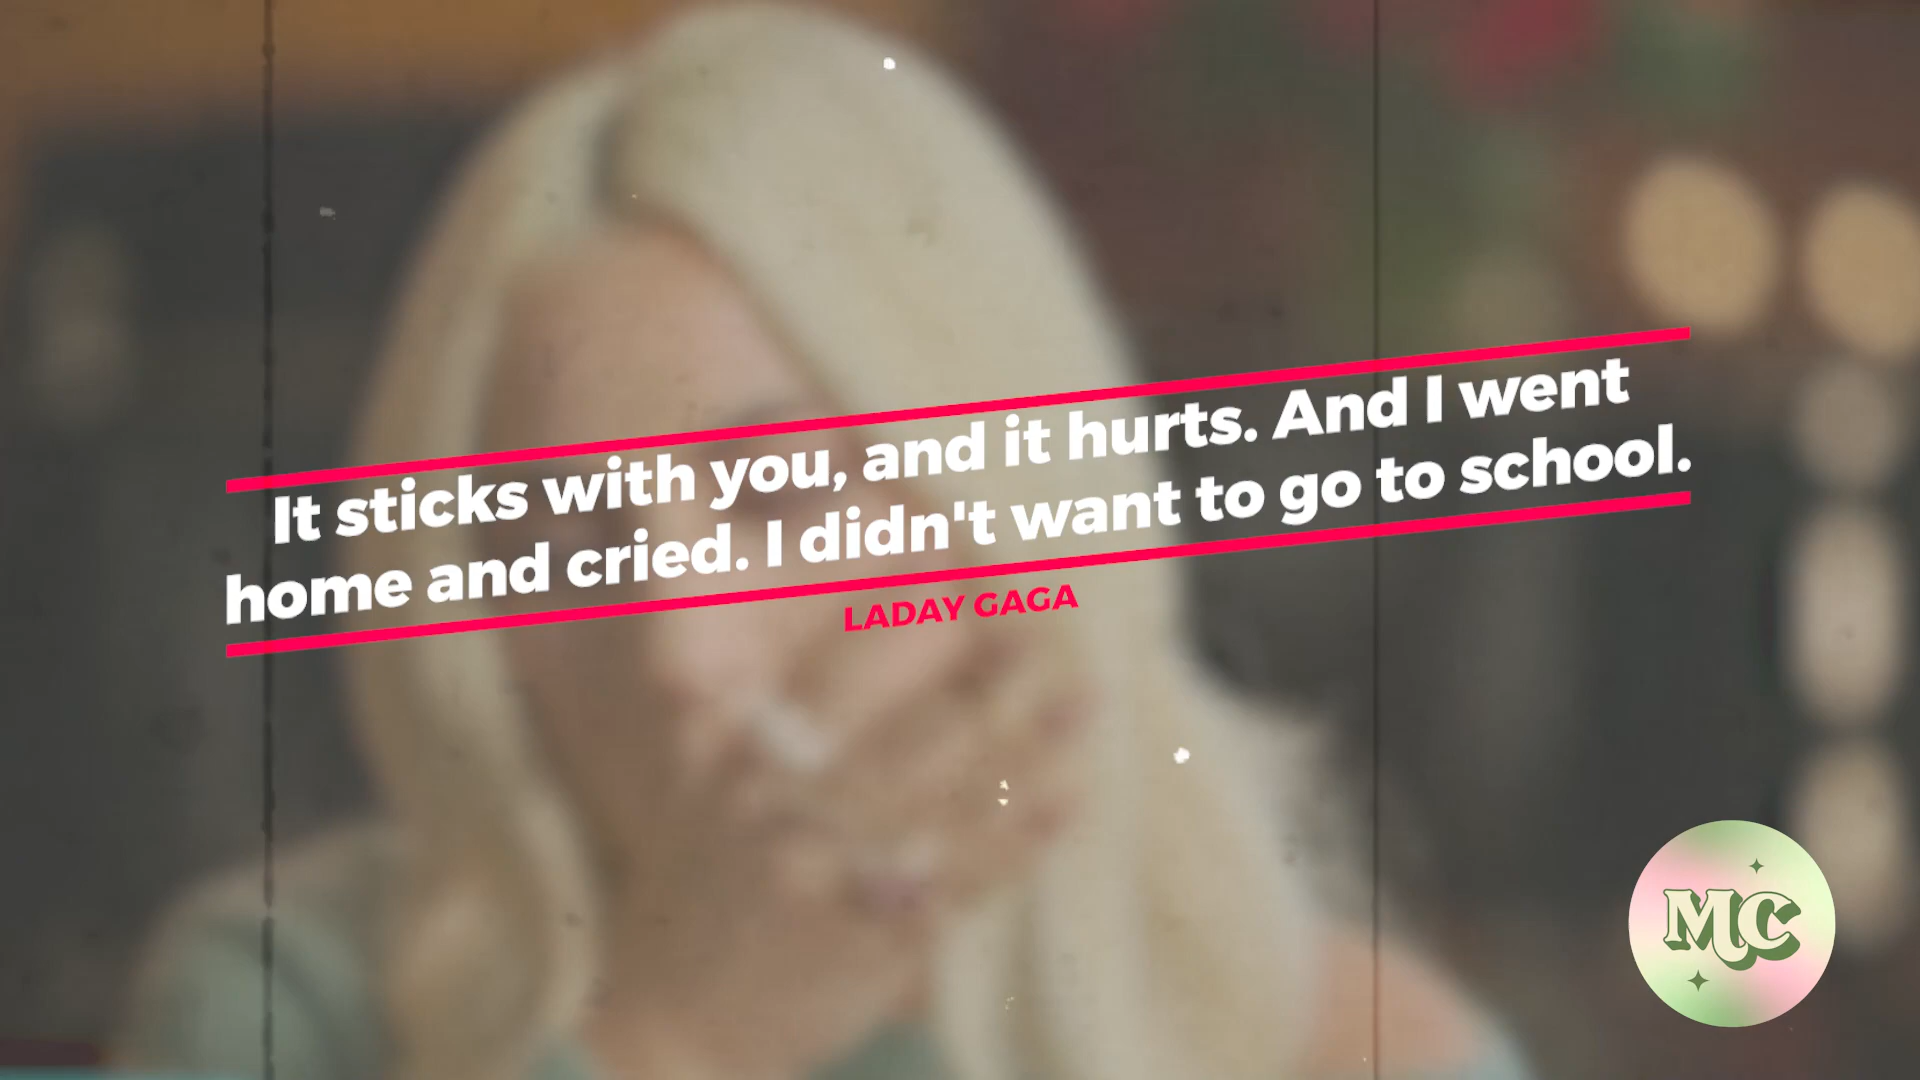 It sticks with you, and it hurts. And I went
home and cried. I didn't want to go to school.
LADAY GAGA
MC